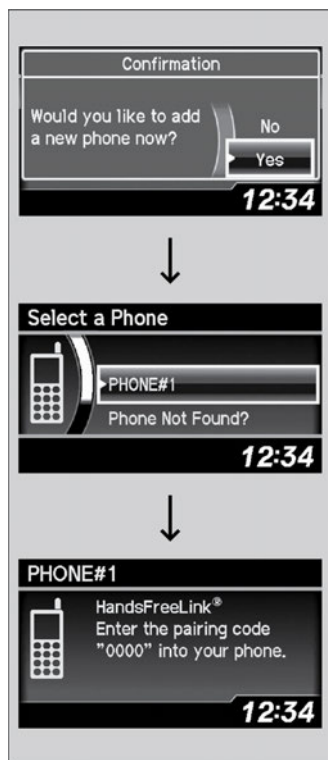 Confirmation
Would you like to add
a new phone now?
No
Yes
12:34
Select a Phone
PHONE#1
Phone Not Found?
12:34
PHONE#1
HandsFreeLink®
Enter the pairing code
"0000" into your phone.
12:34